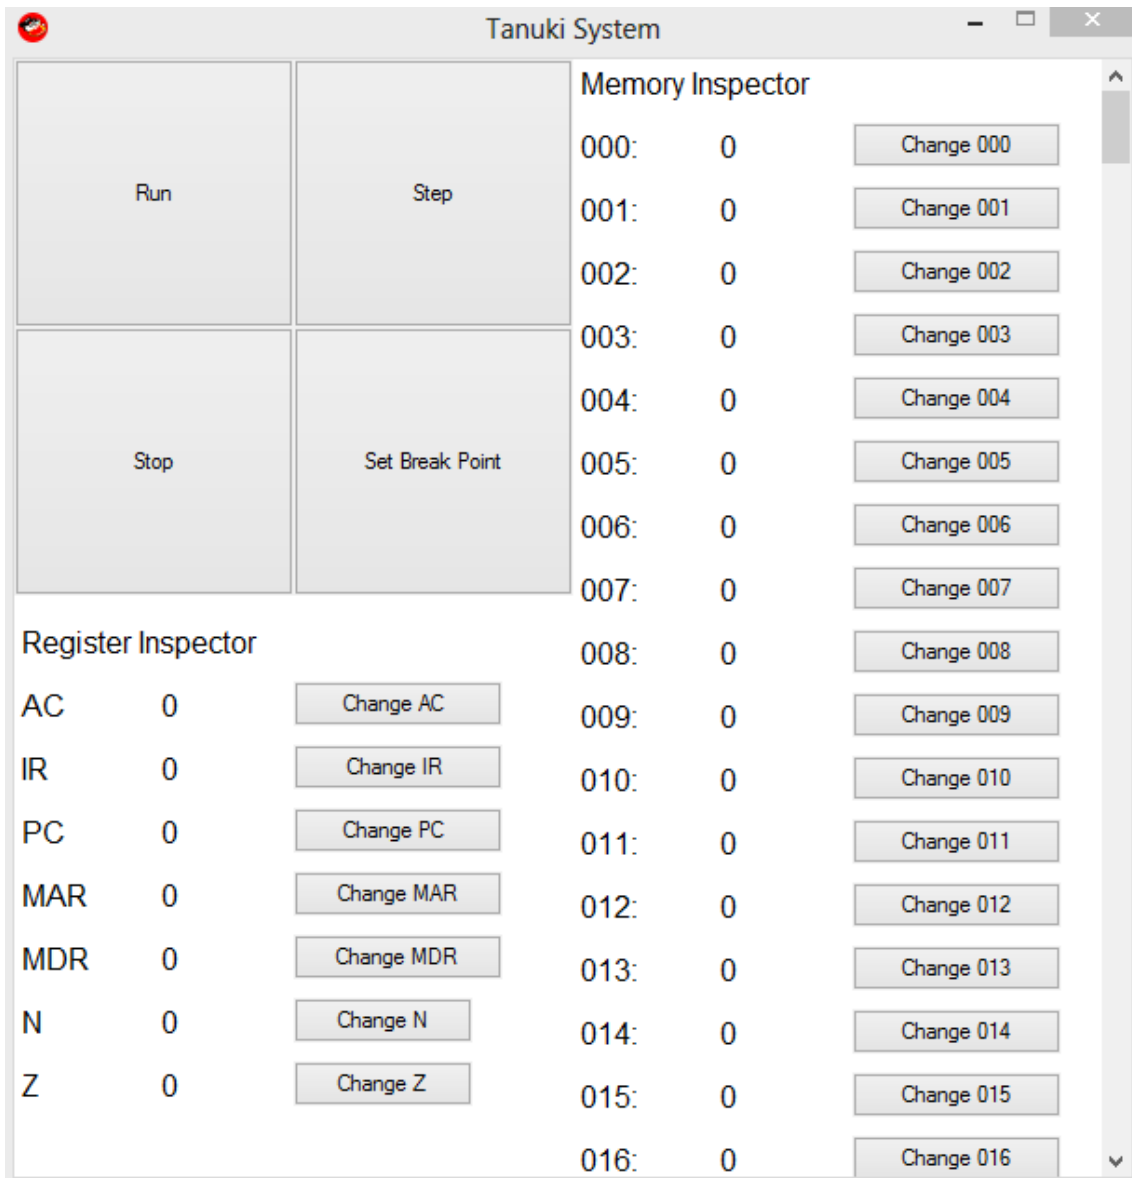 Tanuki System
Run
Step
Stop
Set Break Point
Register Inspector
AC 0 Change AC
IR 0 Change IR
PC 0 Change PC
MAR 0 Change MAR
MDR 0 Change MDR
N 0 Change N
Z 0 Change Z
Memory Inspector
000: 0 Change 000
001: 0 Change 001
002: 0 Change 002
003: 0 Change 003
004: 0 Change 004
005: 0 Change 005
006: 0 Change 006
007: 0 Change 007
008: 0 Change 008
009: 0 Change 009
010: 0 Change 010
011: 0 Change 011
012: 0 Change 012
013: 0 Change 013
014: 0 Change 014
015: 0 Change 015
016: 0 Change 016